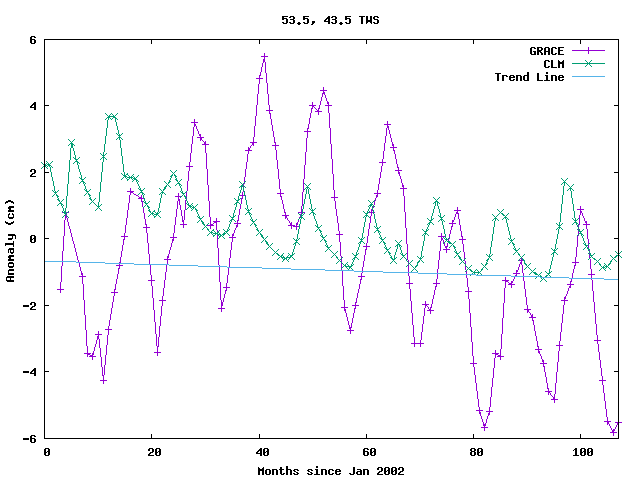 53.5, 43.5 TWS
GRACE
CLM
Trend Line
Anomaly (cm)
6
4
2
0
-2
-4
-6
0 20 40 60 80 100
Months since Jan 2002